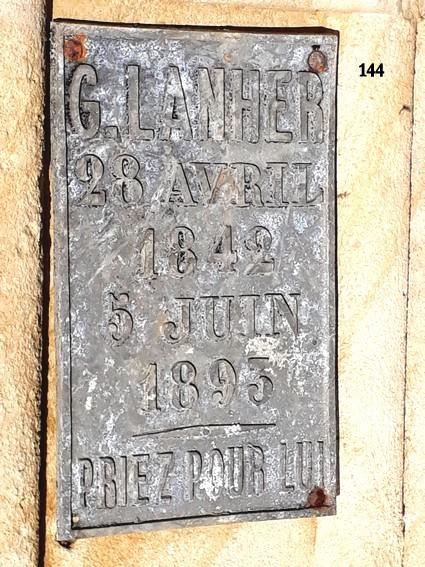 144
G. LANHER
28 AVRIL
1842
5 JUIN
1893
PRIEZ POUR LUI